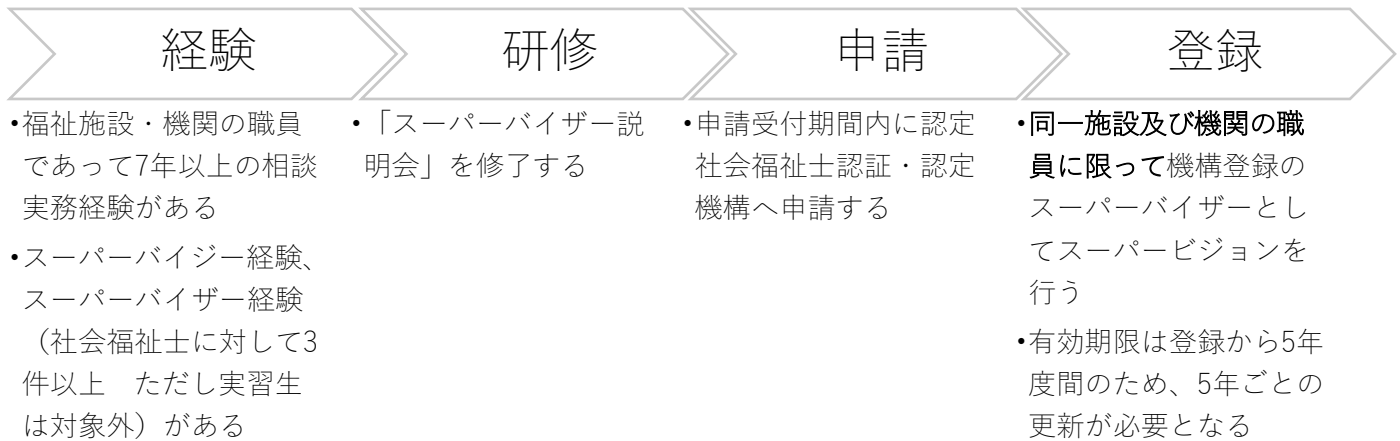 経験
•福祉施設・機関の職員
であって7年以上の相談
実務経験がある
•スーパーバイジー経験、
スーパーバイザー経験
（社会福祉士に対して3
件以上　ただし実習生
は対象外）がある
研修
•「スーパーバイザー説
明会」を修了する
申請
•申請受付期間内に認定
社会福祉士認証・認定
機構へ申請する
登録
•同一施設及び機関の職
員に限って機構登録の
スーパーバイザーとし
てスーパービジョンを
行う
•有効期限は登録から5年
度間のため、5年ごとの
更新が必要となる